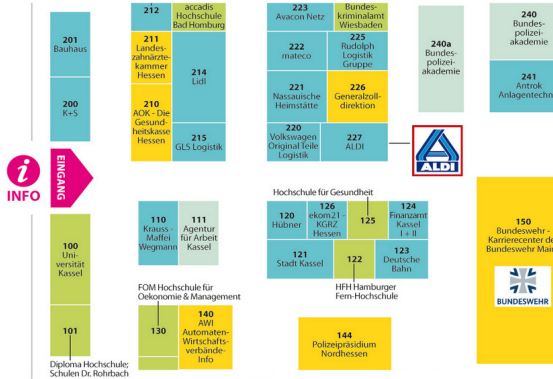 201
Bauhaus
200
K+S
212
accadis
Hochschule
Bad Homburg
211
Landes-
zahnärzte-
kammer
Hessen
210
AOK - Die
Gesund-
heitskasse
Hessen
214
Lidl
215
GLS Logistik
223
Avacon Netz
Bundes-
kriminalamt
Wiesbaden
222
mateco
225
Rudolph
Logistik
Gruppe
221
Nassauische
Heimstätte
226
Generalzoll-
direktion
220
Volkswagen
Original Teile
Logistik
227
ALDI
ALDI
240a
Bundes-
polizei-
akademie
240
Bundes-
polizei-
akademie
241
Antrok
Anlagentechn
i
INFO
EINGANG
100
Uni-
versität
Kassel
101
Diploma Hochschule;
Schulen Dr. Rohrbach
110
Krauss -
Maffei
Wegmann
111
Agentur
für Arbeit
Kassel
FOM Hochschule für
Oekonomie & Management
130
140
AWI
Automaten-
Wirtschafts-
verbände-
Info
Hochschule für Gesundheit
120
Hübner
126
ekom21 -
KGRZ
Hessen
125
124
Finanzamt
Kassel
I + II
121
Stadt Kassel
122
123
Deutsche
Bahn
HFH Hamburger
Fern-Hochschule
144
Polizeipräsidium
Nordhessen
150
Bundeswehr -
Karrierecenter de
Bundeswehr Main
BUNDESWEHR